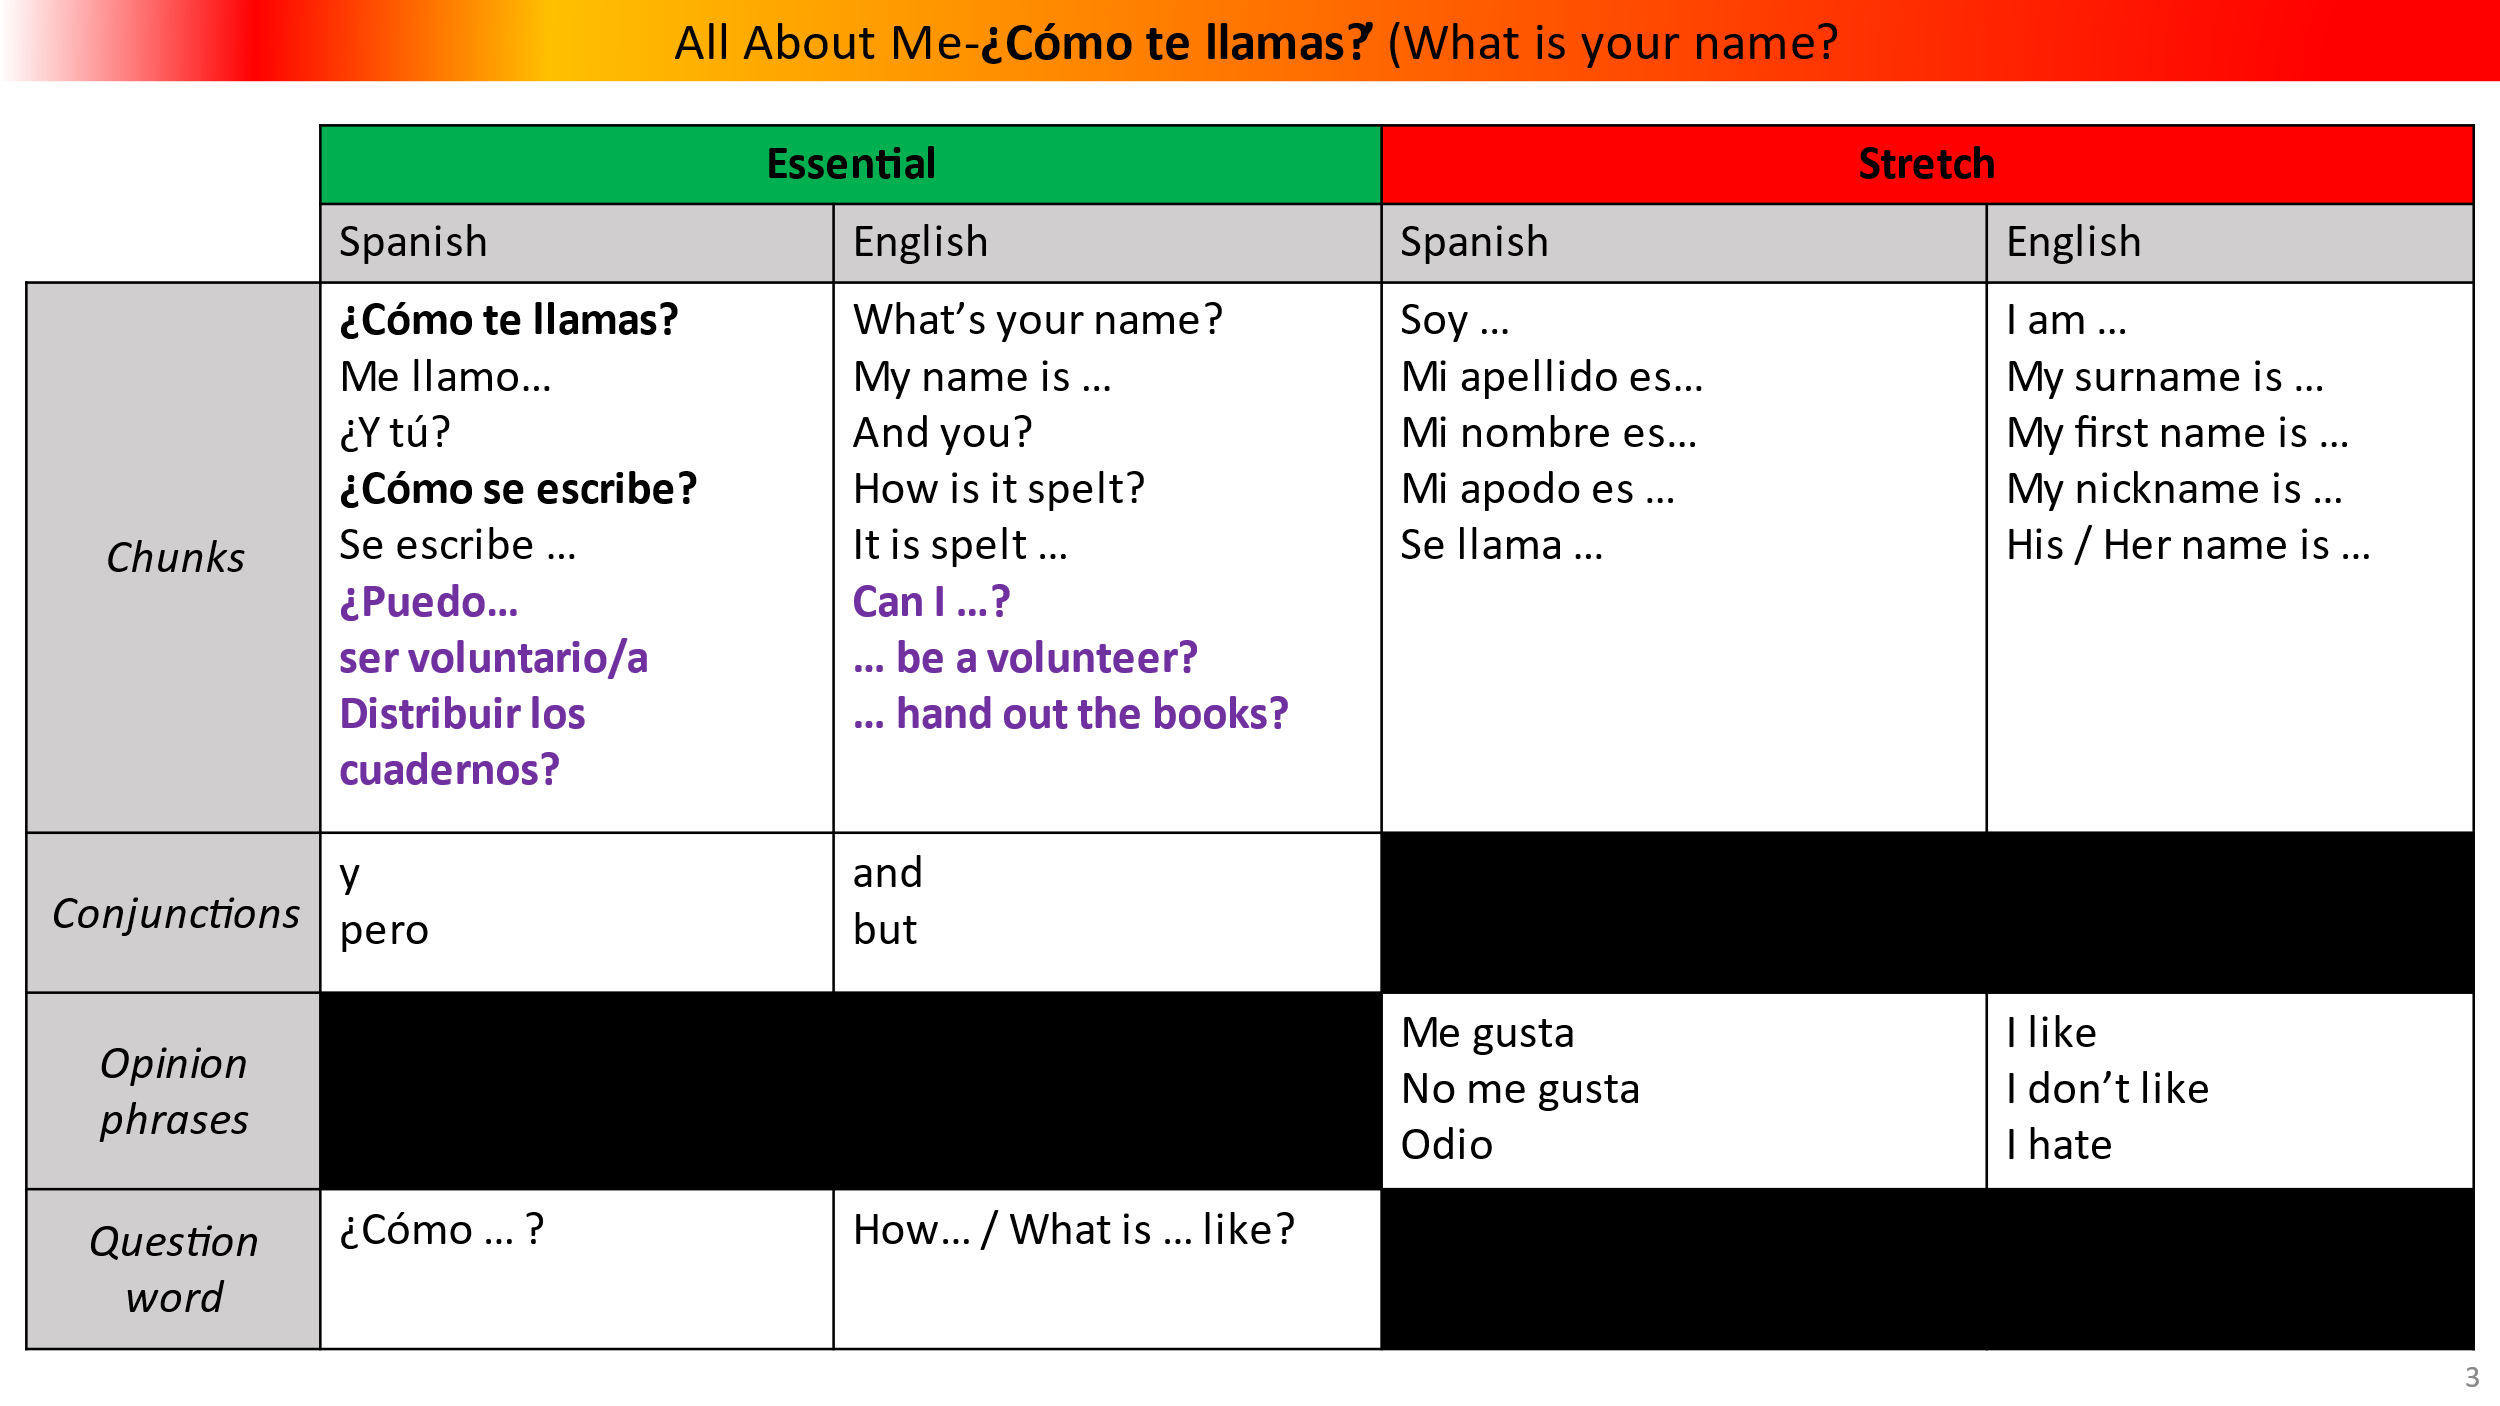 All About Me-¿Cómo te llamas?’ (What is your name?
Essential
Stretch
Spanish
English
Spanish
English
Chunks
¿Cómo te llamas?
Me llamo…
¿Y tú?
¿Cómo se escribe?
Se escribe …
¿Puedo…
ser voluntario/a
Distribuir los
cuadernos?
What’s your name?
My name is …
And you?
How is it spelt?
It is spelt …
Can I …?
… be a volunteer?
… hand out the books?
Soy …
Mi apellido es…
Mi nombre es…
Mi apodo es …
Se llama …
I am …
My surname is …
My first name is …
My nickname is …
His / Her name is …
Conjunctions
y
pero
and
but
Opinion
phrases
Me gusta
No me gusta
Odio
I like
I don’t like
I hate
Question
word
¿Cómo … ?
How… / What is … like?
3